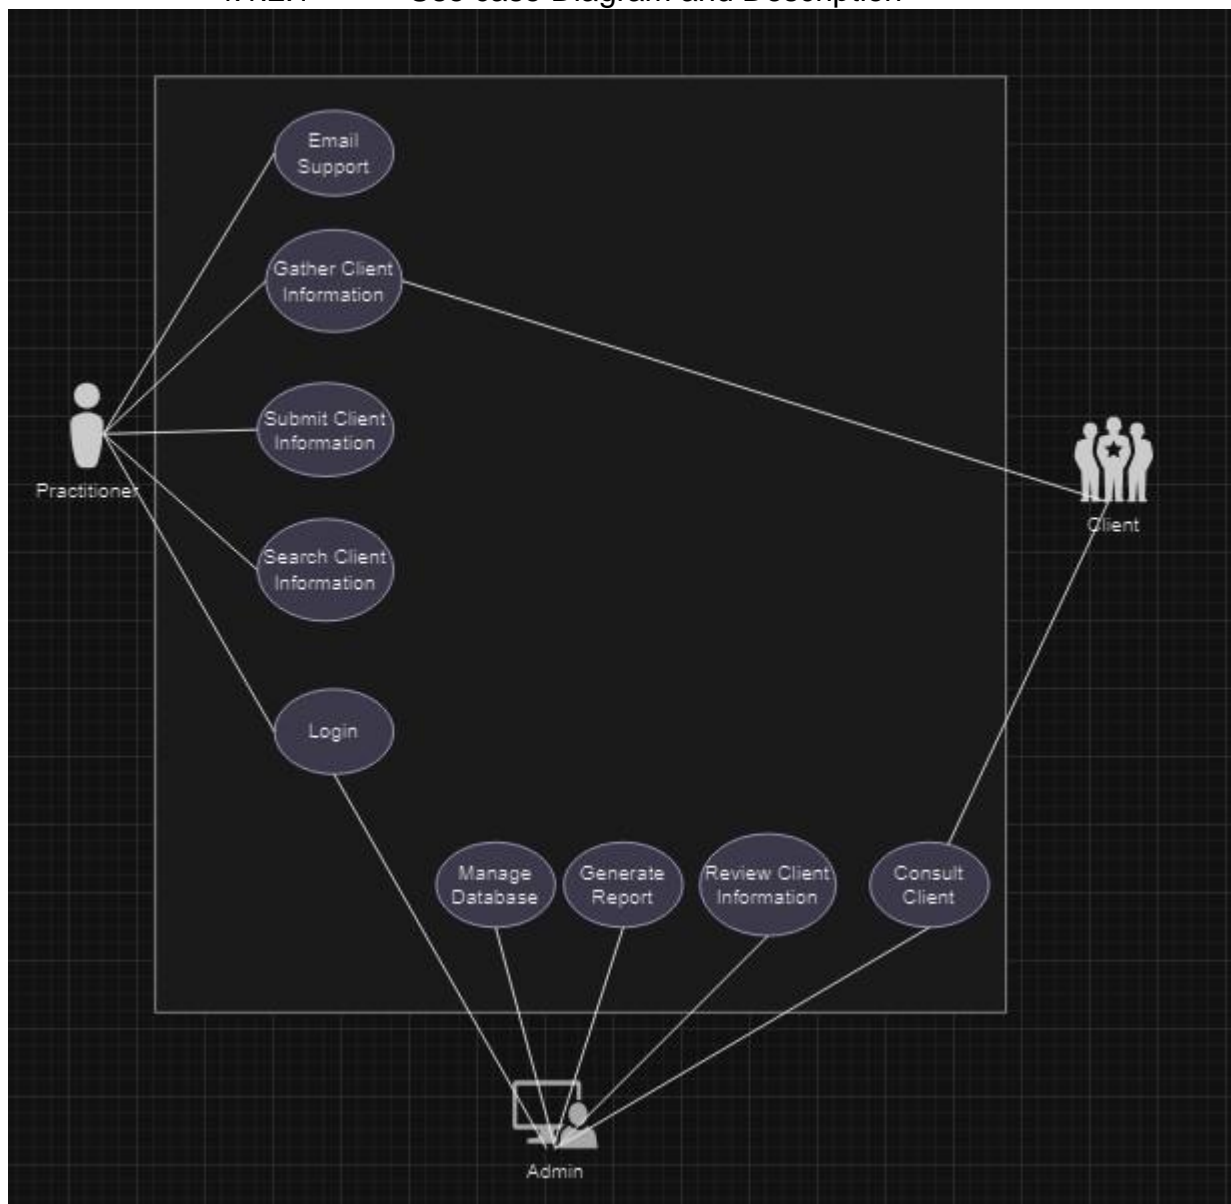 Use-case Diagram and Description
Email
Support
Gather Client
Information
Submit Client
Information
Practitioner
Client
Search Client
Information
Login
Manage
Database
Generate
Report
Review Client
Information
Consult
Client
Admin